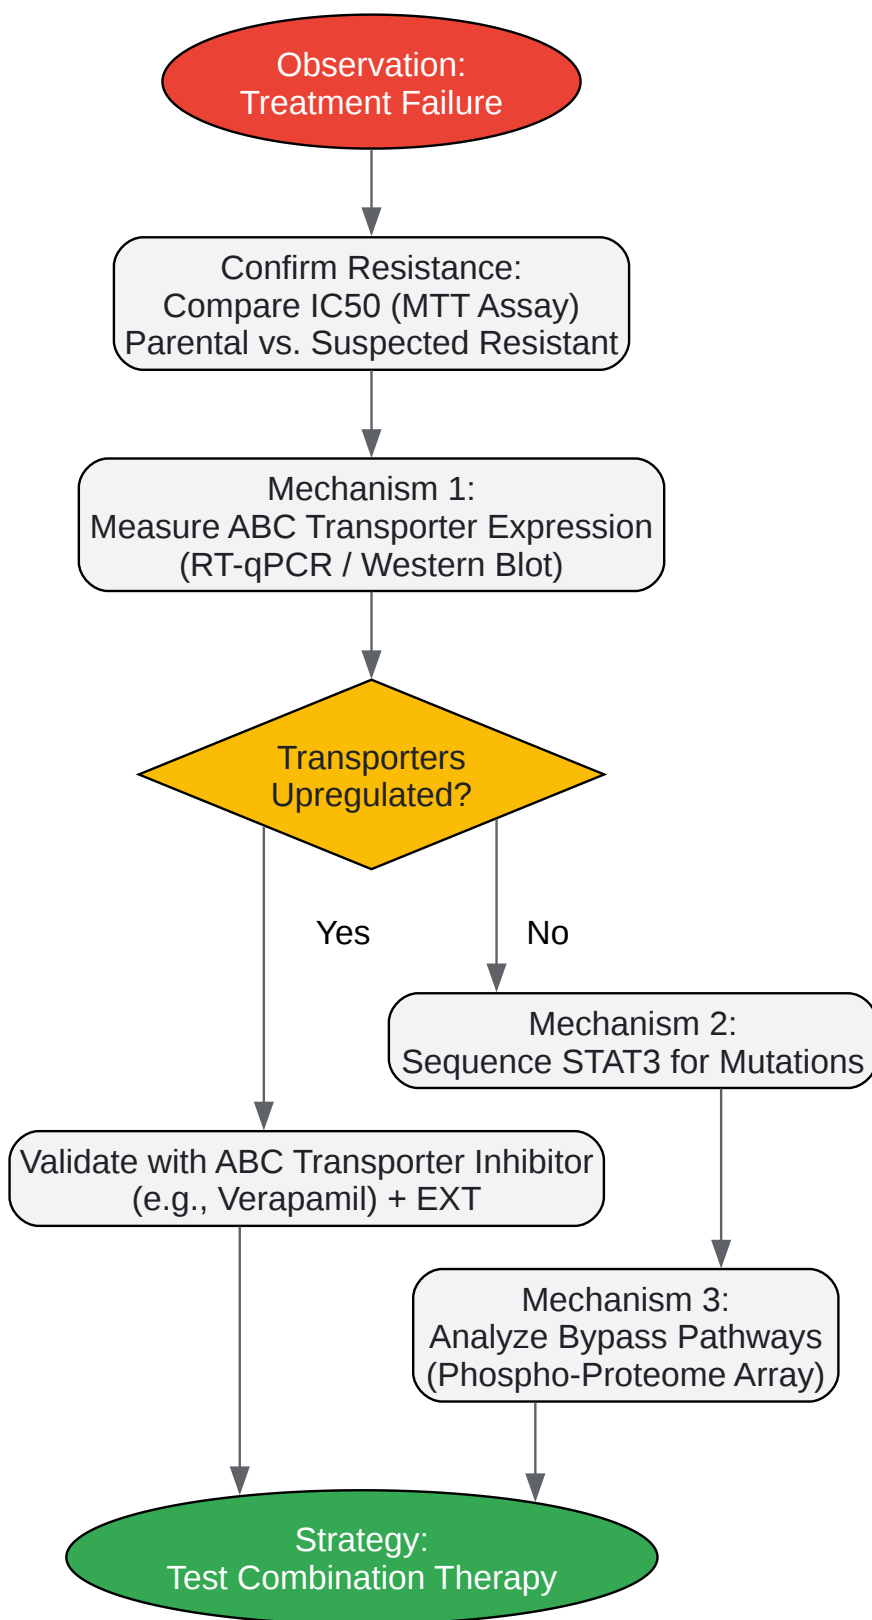 Observation:
Treatment Failure
Confirm Resistance:
Compare IC50 (MTT Assay)
Parental vs. Suspected Resistant
Mechanism 1:
Measure ABC Transporter Expression
(RT-qPCR / Western Blot)
Transporters
Upregulated?
Yes
No
Mechanism 2:
Sequence STAT3 for Mutations
Validate with ABC Transporter Inhibitor
(e.g., Verapamil) + EXT
Mechanism 3:
Analyze Bypass Pathways
(Phospho-Proteome Array)
Strategy:
Test Combination Therapy